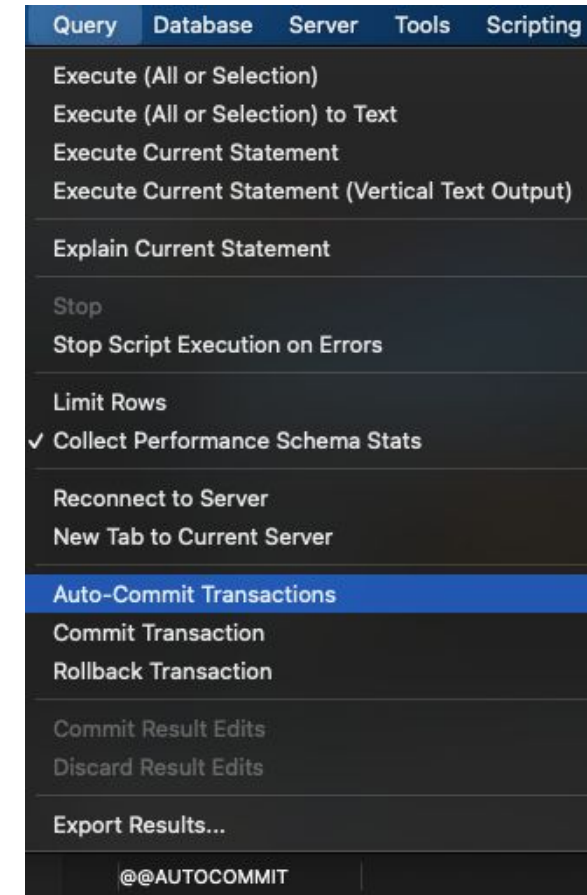 Query Database Server Tools Scripting
Execute (All or Selection)
Execute (All or Selection) to Text
Execute Current Statement
Execute Current Statement (Vertical Text Output)
Explain Current Statement
Stop
Stop Script Execution on Errors
Limit Rows
✓ Collect Performance Schema Stats
Reconnect to Server
New Tab to Current Server
Auto-Commit Transactions
Commit Transaction
Rollback Transaction
Commit Result Edits
Discard Result Edits
Export Results...
@@AUTOCOMMIT